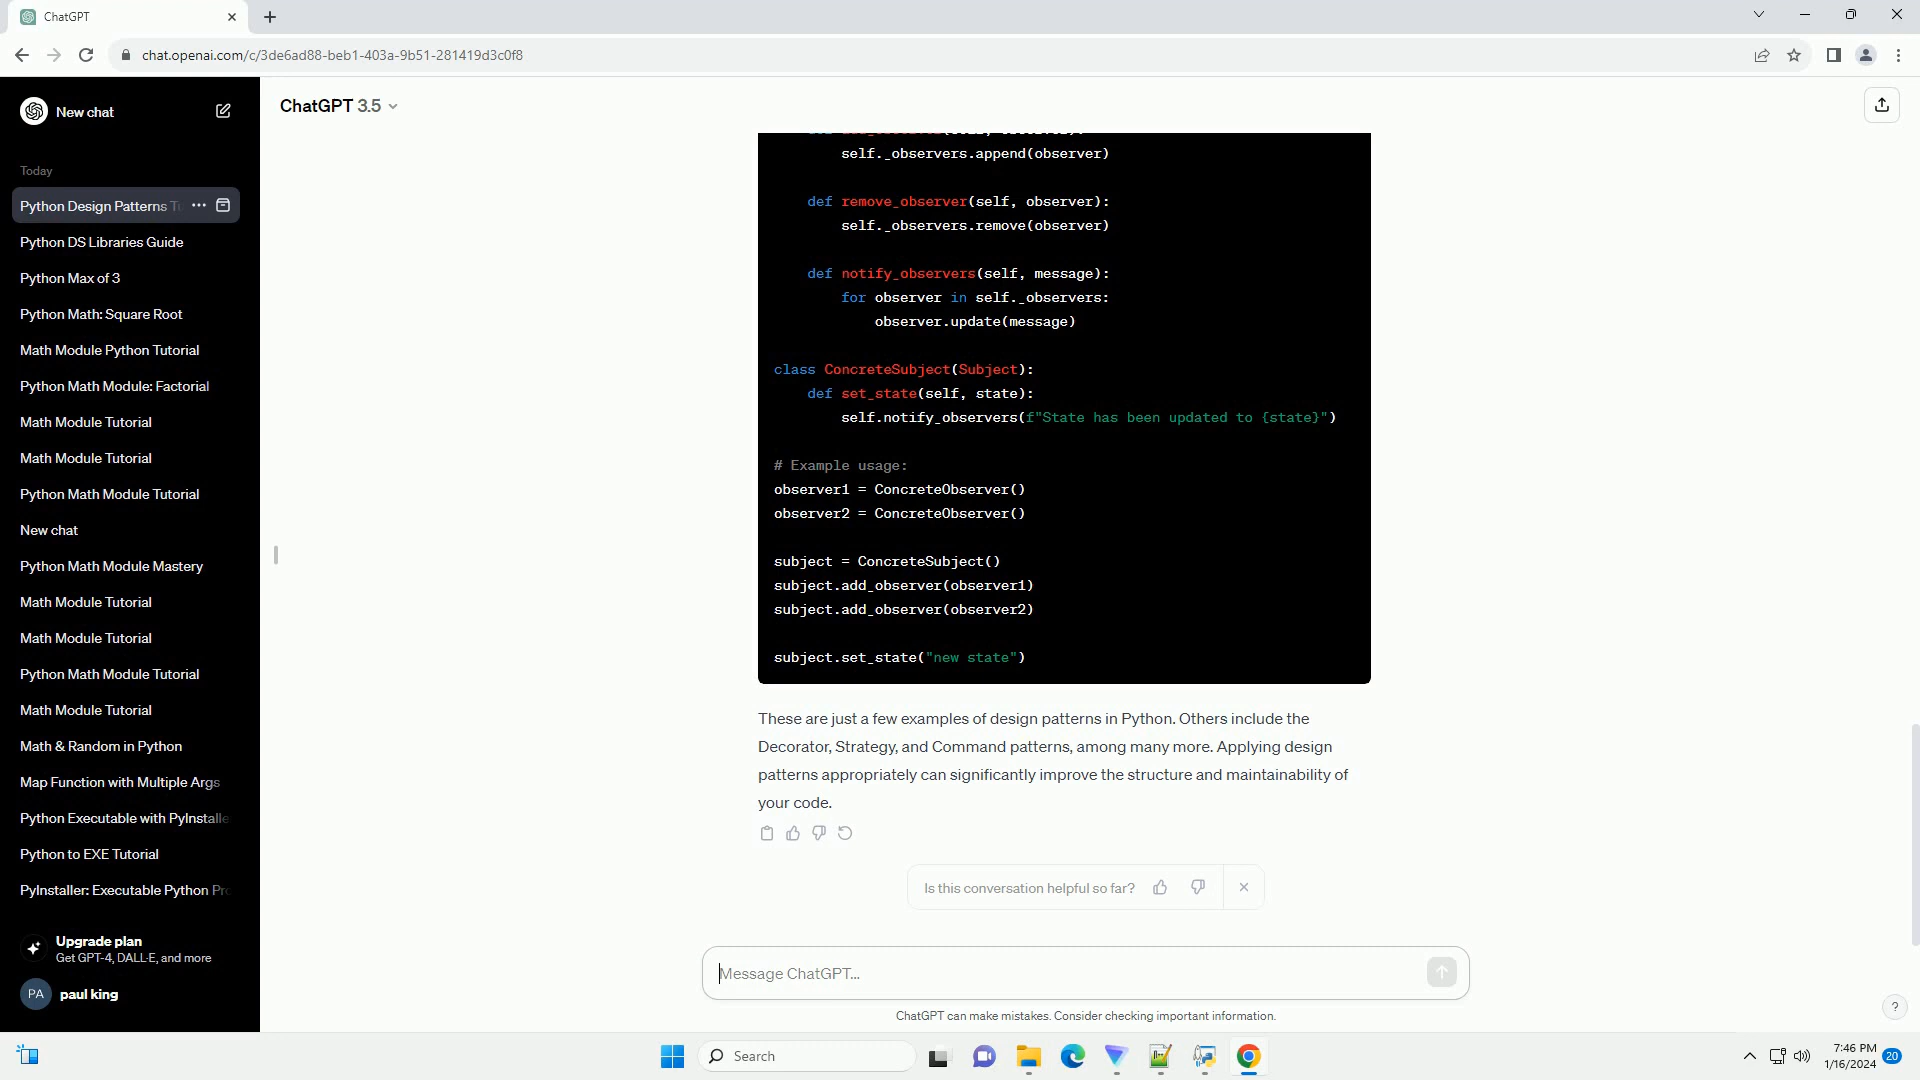 ChatGPT
chat.openai.com/c/3de6ad88-beb1-403a-9b51-281419d3c0f8
New chat
Today
Python Design Patterns Tu
Python DS Libraries Guide
Python Max of 3
Python Math: Square Root
Math Module Python Tutorial
Python Math Module: Factorial
Math Module Tutorial
Math Module Tutorial
Python Math Module Tutorial
New chat
Python Math Module Mastery
Math Module Tutorial
Math Module Tutorial
Python Math Module Tutorial
Math Module Tutorial
Math & Random in Python
Map Function with Multiple Args
Python Executable with PyInstalle
Python to EXE Tutorial
PyInstaller: Executable Python Pro
Upgrade plan
Get GPT-4, DALL·E, and more
PA
paul king
ChatGPT 3.5
self._observers.append(observer)
def remove_observer(self, observer):
self._observers.remove(observer)
def notify_observers(self, message):
for observer in self._observers:
observer.update(message)
class ConcreteSubject(Subject):
def set_state(self, state):
self.notify_observers(f"State has been updated to {state}")
# Example usage:
observer1 = ConcreteObserver()
observer2 = ConcreteObserver()
subject = ConcreteSubject()
subject.add_observer(observer1)
subject.add_observer(observer2)
subject.set_state("new state")
These are just a few examples of design patterns in Python. Others include the
Decorator, Strategy, and Command patterns, among many more. Applying design
patterns appropriately can significantly improve the structure and maintainability of
your code.
Is this conversation helpful so far?
Message ChatGPT...
ChatGPT can make mistakes. Consider checking important information.
?
Search
7:46 PM
1/16/2024
20